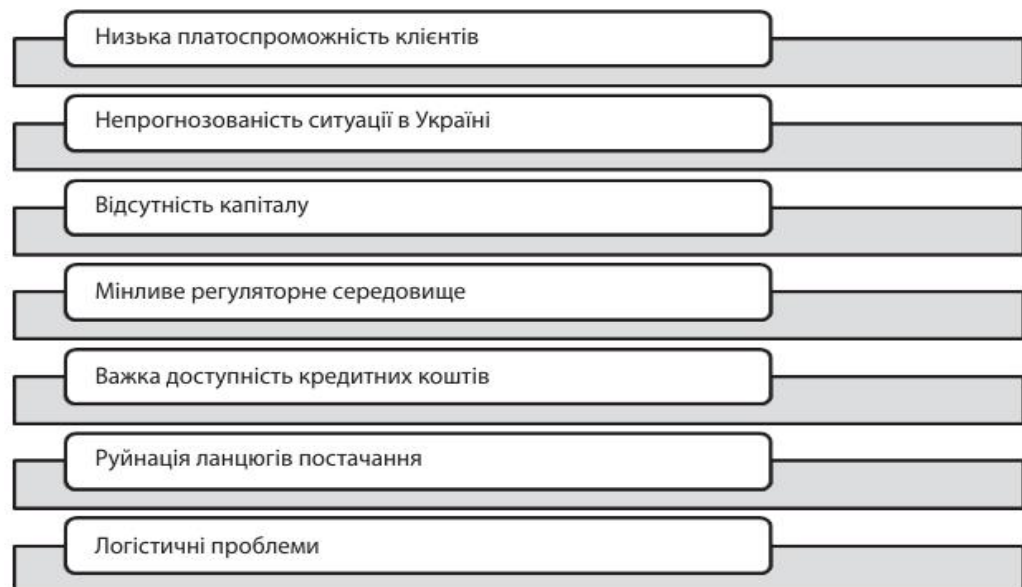 Низька платоспроможність клієнтів
Непрогнозованість ситуації в Україні
Відсутність капіталу
Мінливе регуляторне середовище
Важка доступність кредитних коштів
Руйнація ланцюгів постачання
Логістичні проблеми